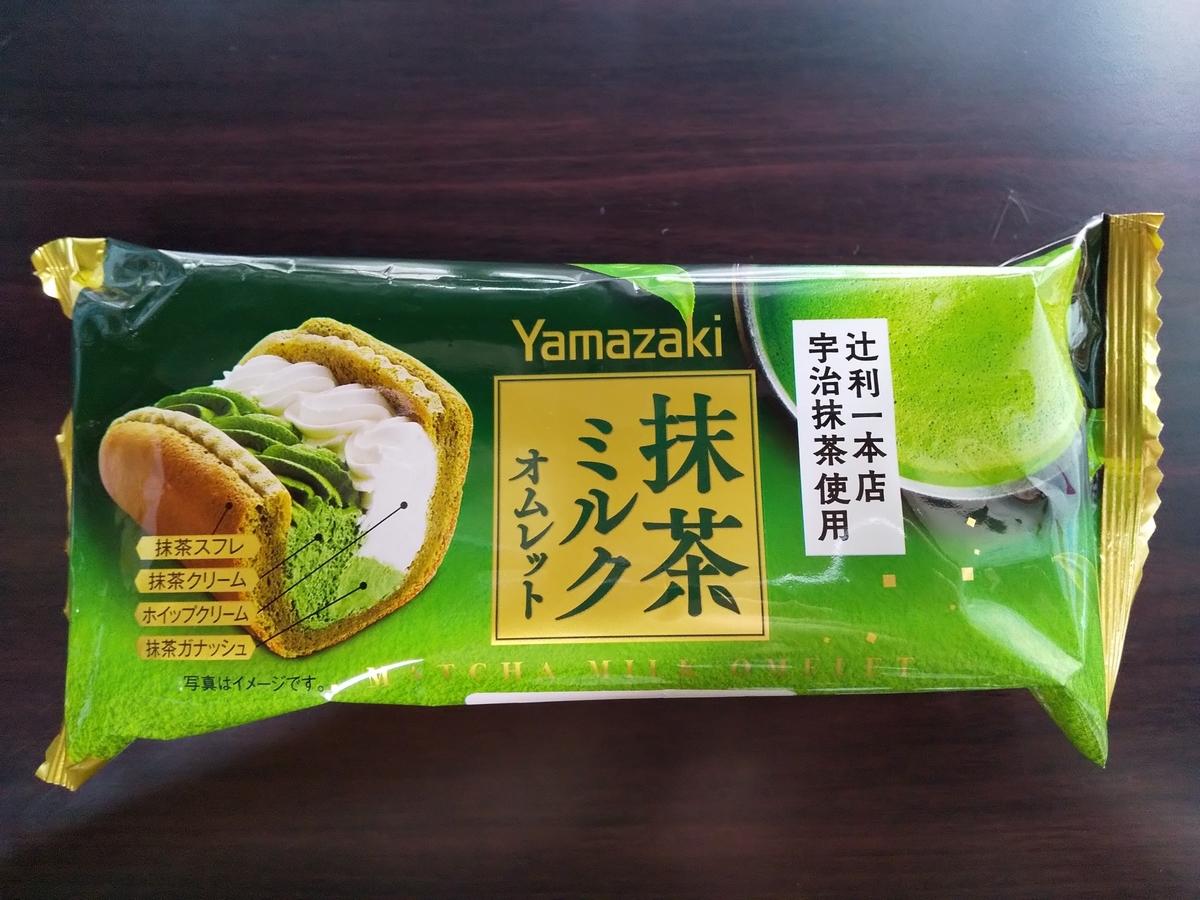 Yamazaki
抹茶
ミルク
オムレット
辻利一本店
宇治抹茶使用
抹茶スフレ
抹茶クリーム
ホイップクリーム
抹茶ガナッシュ
写真はイメージです。
MATCHA MILK OMELET